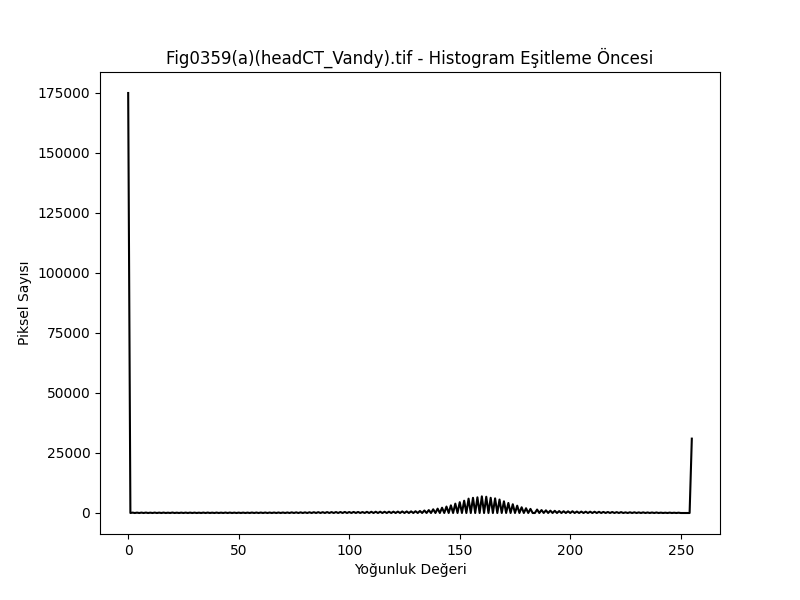 Fig0359(a)(headCT_Vandy).tif - Histogram Eşitleme Öncesi
175000
150000
125000
100000
75000
50000
25000
0
Piksel Sayısı
0 50 100 150 200 250
Yoğunluk Değeri